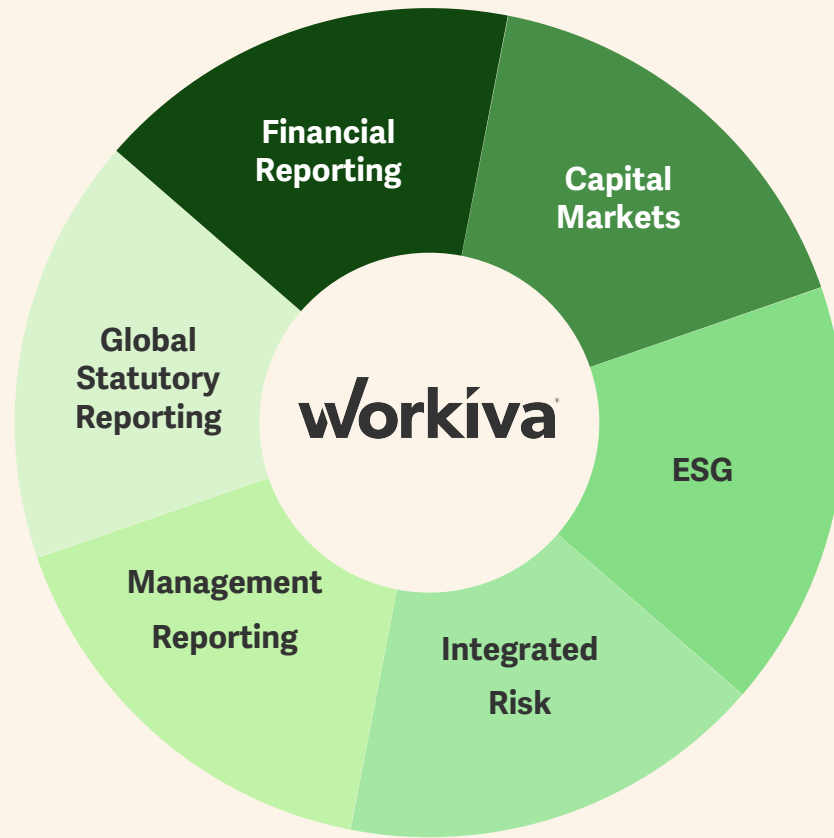 Financial
Reporting
Capital
Markets
Global
Statutory
Reporting
workiva
ESG
Management
Reporting
Integrated
Risk